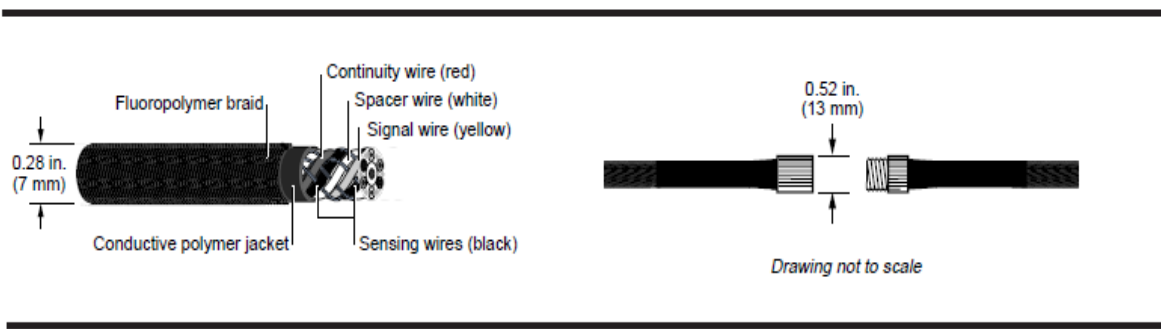 Continuity wire (red)
Fluoropolymer braid
Spacer wire (white)
Signal wire (yellow)
0.28 in.
(7 mm)
Conductive polymer jacket
Sensing wires (black)
0.52 in.
(13 mm)
Drawing not to scale